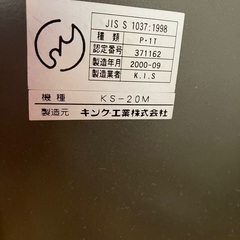 JIS S 1037:1998
種類 P・1T
認定番号 371162
製造年月 2000-09
製造業者 K.I.S
機種 KS-20M
製造元 キング工業株式会社